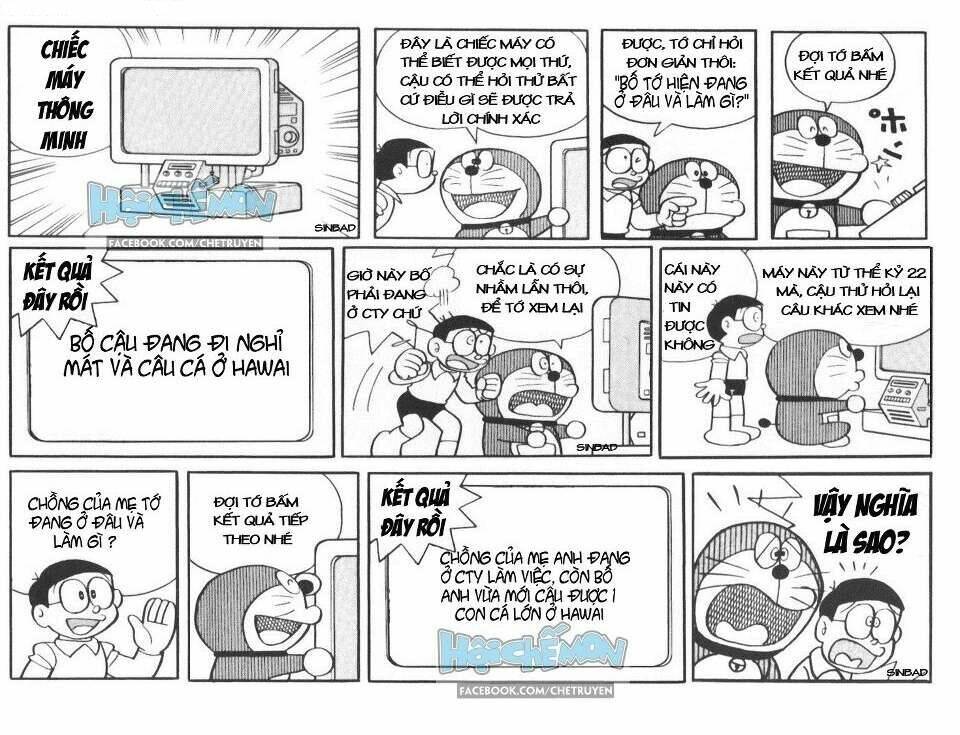 CHIẾC
MÁY
THÔNG
MINH
HỘI CHẾ MÔN
FACEBOOK.COM/CHETRUYEN
SINBAD
ĐÂY LÀ CHIẾC MÁY CÓ
THỂ BIẾT ĐƯỢC MỌI THỨ,
CẬU CÓ THỂ HỎI THỬ BẤT
CỨ ĐIỀU GÌ SẼ ĐƯỢC TRẢ
LỜI CHÍNH XÁC
ĐƯỢC, TỚ CHỈ HỎI
ĐƠN GIẢN THÔI:
"BỐ TỚ HIỆN ĐANG
Ở ĐÂU VÀ LÀM GÌ?"
ĐỢI TỚ BẤM
KẾT QUẢ NHÉ
ポン
KẾT QUẢ
ĐÂY RỒI
BỐ CẬU ĐANG ĐI NGHỈ
MÁT VÀ CÂU CÁ Ở HAWAI
GIỜ NÀY BỐ
PHẢI ĐANG
Ở CTY CHỨ
CHẮC LÀ CÓ SỰ
NHẦM LẪN THÔI,
ĐỂ TỚ XEM LẠI
SINBAD
CÁI NÀY
NÀY CÓ
TIN
ĐƯỢC
KHÔNG
MÁY NÀY TỪ THẾ KỶ 22
MÀ, CẬU THỬ HỎI LẠI
CÂU KHÁC XEM NHÉ
CHỒNG CỦA MẸ TỚ
ĐANG Ở ĐÂU VÀ
LÀM GÌ ?
ĐỢI TỚ BẤM
KẾT QUẢ TIẾP
THEO NHÉ
KẾT QUẢ
ĐÂY RỒI
CHỒNG CỦA MẸ ANH ĐANG
Ở CTY LÀM VIỆC, CÒN BỐ
ANH VỪA MỚI CÂU ĐƯỢC 1
CON CÁ LỚN Ở HAWAI
HỘI CHẾ MÔN
FACEBOOK.COM/CHETRUYEN
VẬY NGHĨA
LÀ SAO?
SINBAD